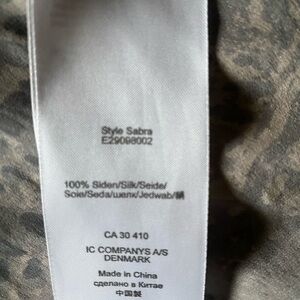 Style Sabra
E29098002
100% Siden/Silk/Seide/
Soie/Seda/шелк/Jedwab/絹
CA 30 410
IC COMPANYS A/S
DENMARK
Made in China
сделано в Китае
中国製